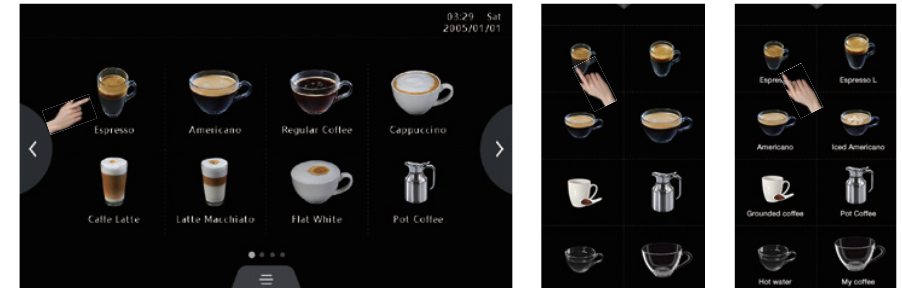 03:29 Sat
2005/01/01
Espresso Americano Regular Coffee Cappuccino
Caffe Latte Latte Macchiato Flat White Pot Coffee
Espresso L
Americano Iced Americano
Grounded coffee Pot Coffee
Hot water My coffee